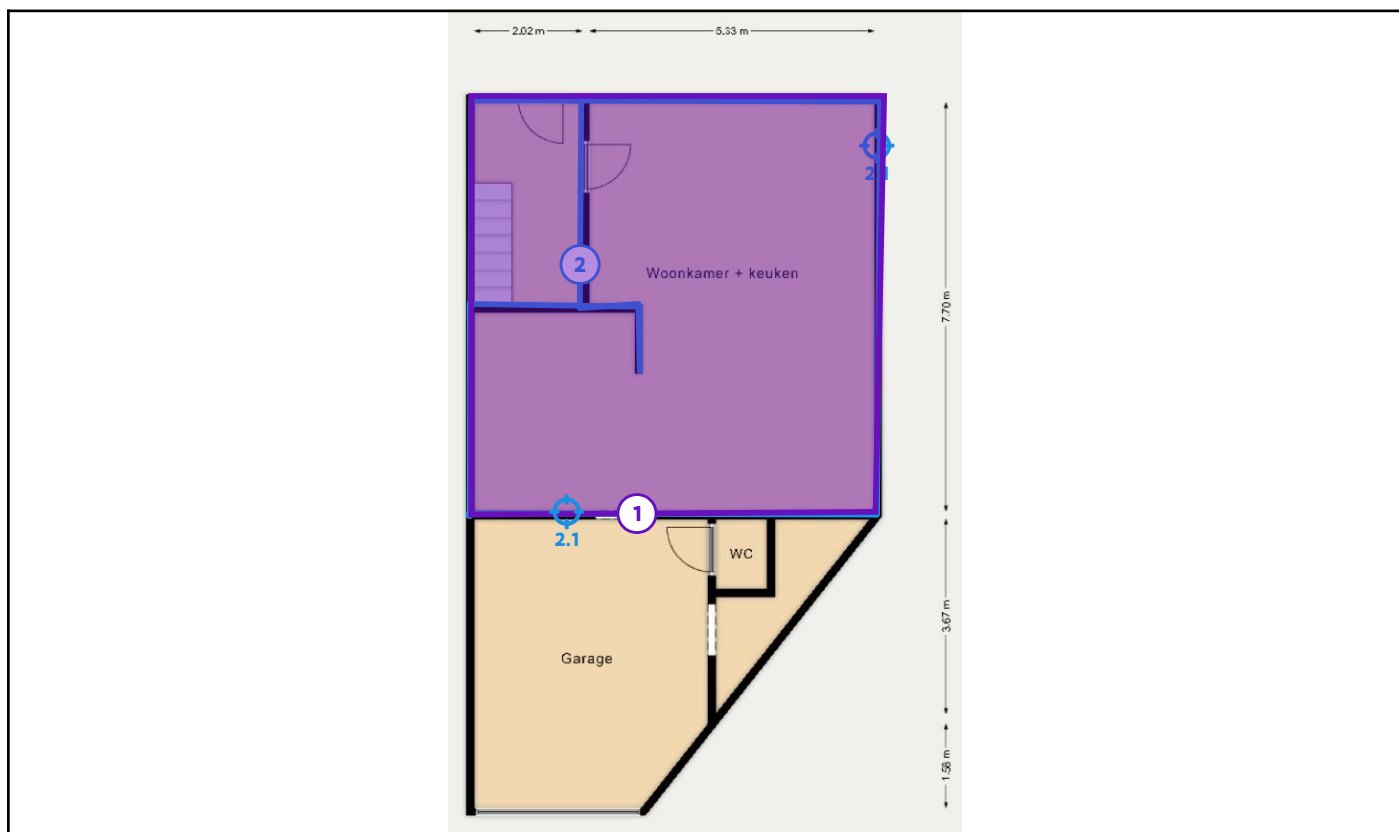 2.02 m
5.33 m
2.1
2
Woonkamer + keuken
7.70 m
1
2.1
WC
3.67 m
Garage
1.58 m